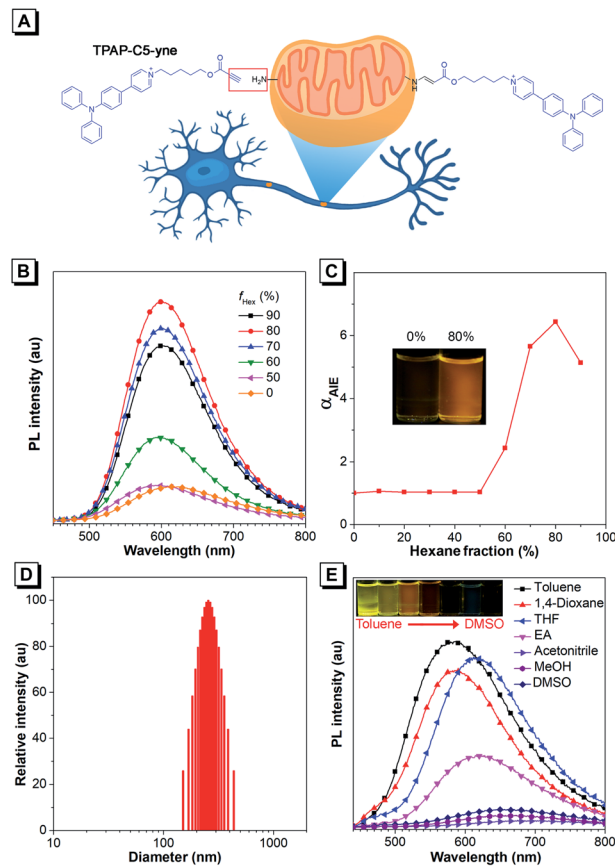 A
TPAP-C5-yne
N
N⁺
O
O
H₂N
N
H
O
O
N⁺
N
B
f Hex (%)
90
80
70
60
50
0
PL intensity (au)
500 600 700 800
Wavelength (nm)
C
0% 80%
αAIE
6
4
2
0
0 20 40 60 80 100
Hexane fraction (%)
D
Relative intensity (au)
100
80
60
40
20
0
10 100 1000
Diameter (nm)
E
Toluene → DMSO
Toluene
1,4-Dioxane
THF
EA
Acetonitrile
MeOH
DMSO
PL intensity (au)
500 600 700 800
Wavelength (nm)